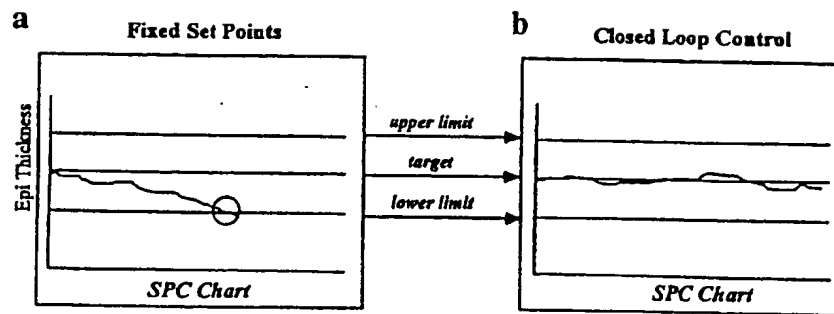 a
Fixed Set Points
Epi Thickness
SPC Chart
upper limit
target
lower limit
b
Closed Loop Control
SPC Chart